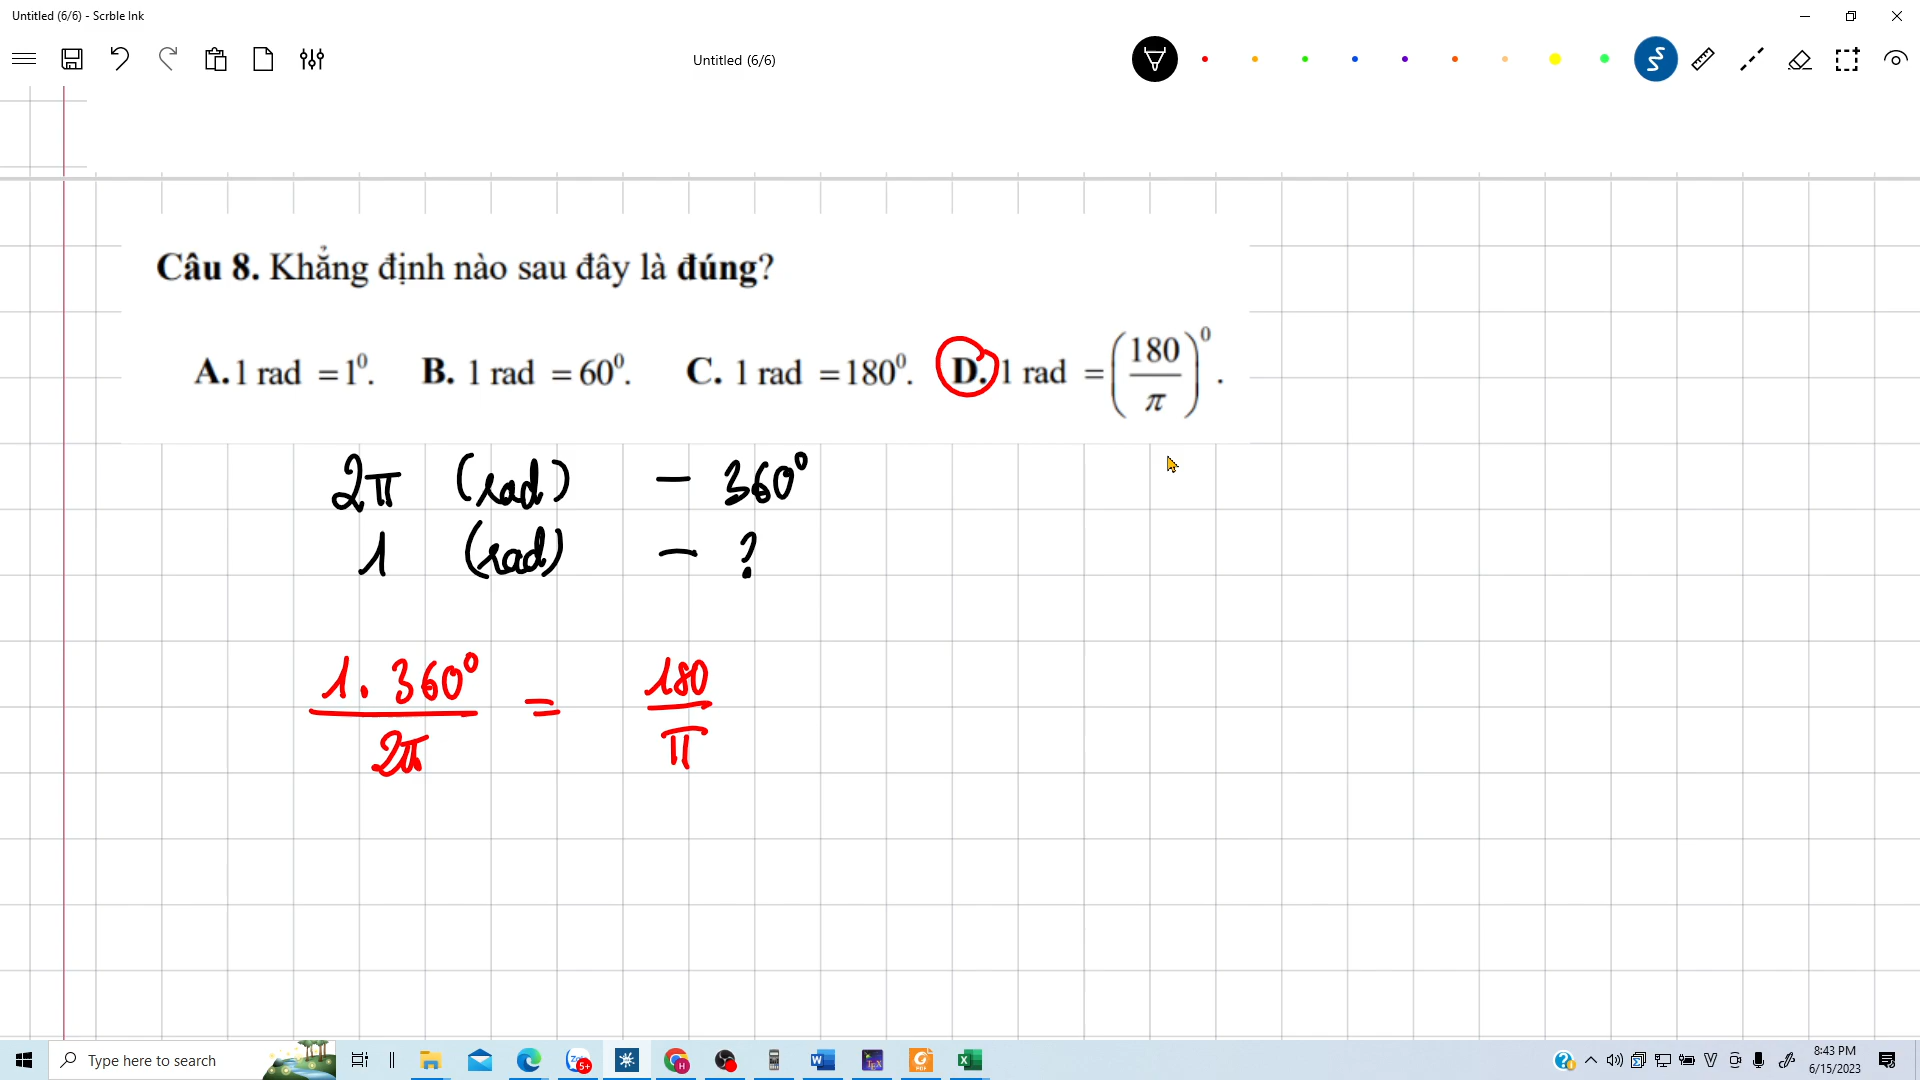 Untitled (6/6) - Scrble Ink
Untitled (6/6)
Câu 8. Khẳng định nào sau đây là đúng?
A. 1 rad = 1⁰. B. 1 rad = 60⁰. C. 1 rad = 180⁰. D. 1 rad = (180/π)⁰.
2π (rad) - 360⁰
1 (rad) - ?
1. 360⁰ / 2π = 180 / π
Type here to search
8:43 PM
6/15/2023